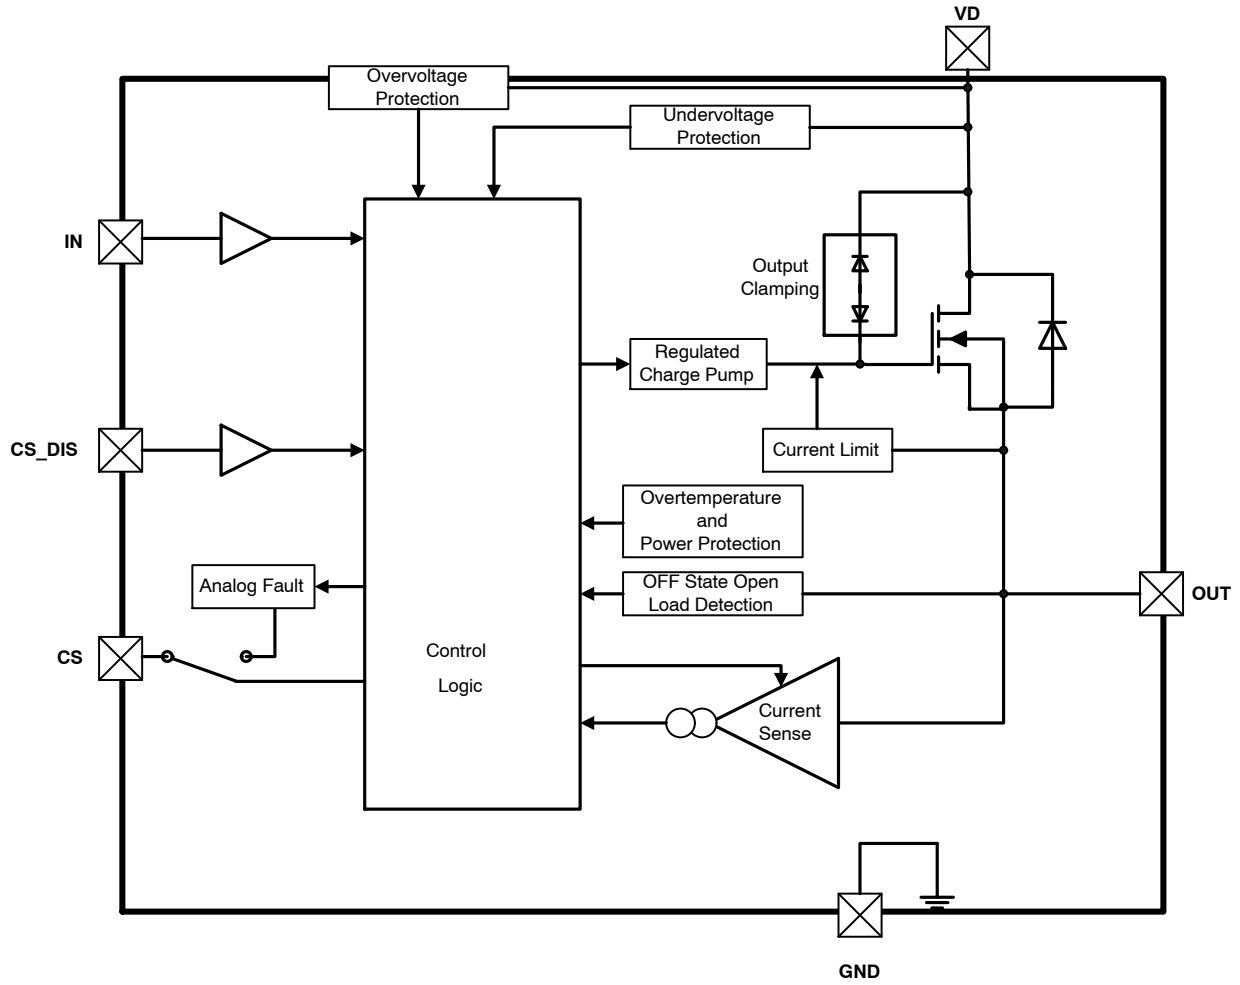 VD
Overvoltage
Protection
Undervoltage
Protection
IN
Output
Clamping
Regulated
Charge Pump
CS_DIS
Current Limit
Overtemperature
and
Power Protection
Analog Fault
OFF State Open
Load Detection
OUT
CS
Control
Logic
Current
Sense
GND